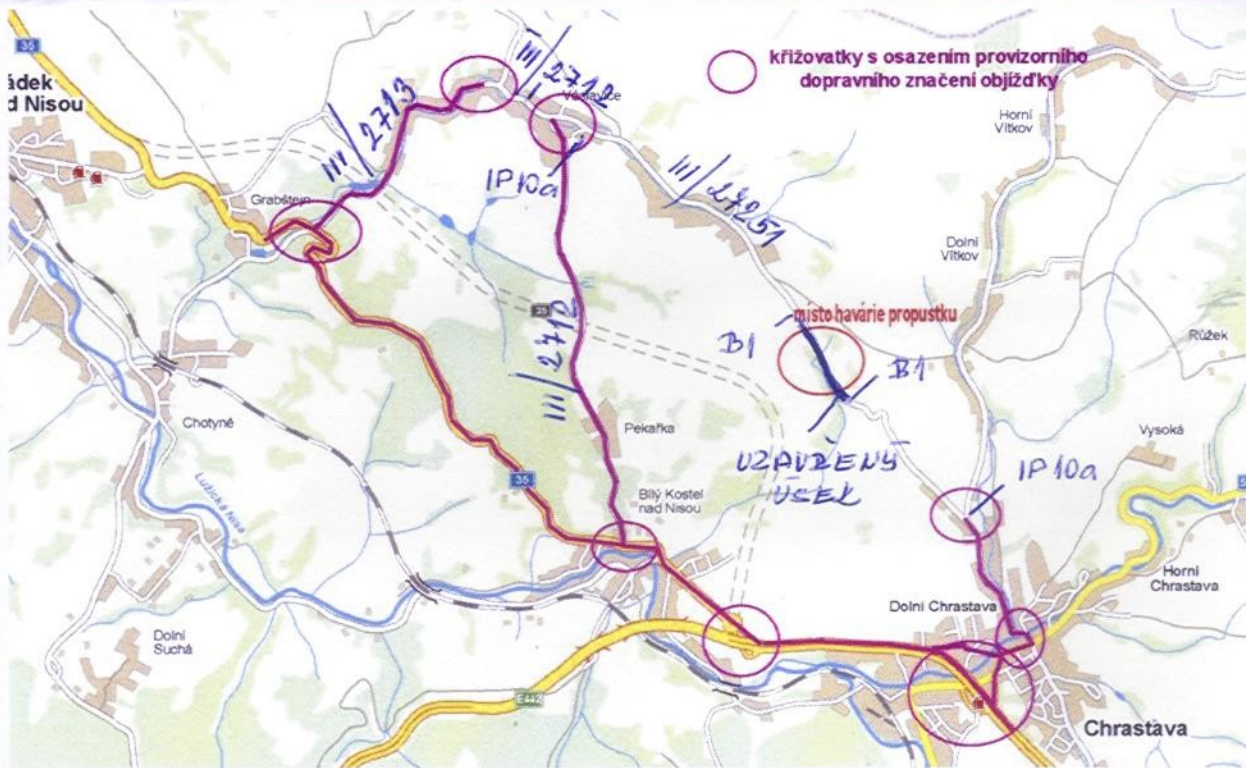 35
ádek
d Nisou
křižovatky s osazením provizorního
dopravního značení objížďky
III/2712
Václavice
III/2713
IP10a
Grabštejn
III/27251
Horní
Vítkov
Dolní
Vítkov
35
místo havárie propustku
B1
B1
Růžek
III/2712
Chotyně
Pekařka
Vysoká
UZAVŘENÝ
ÚSEK
IP10a
35
Lužická Nisa
Bílý Kostel
nad Nisou
Horní
Chrastava
Dolní Chrastava
Dolní
Suchá
E442
Chrastava